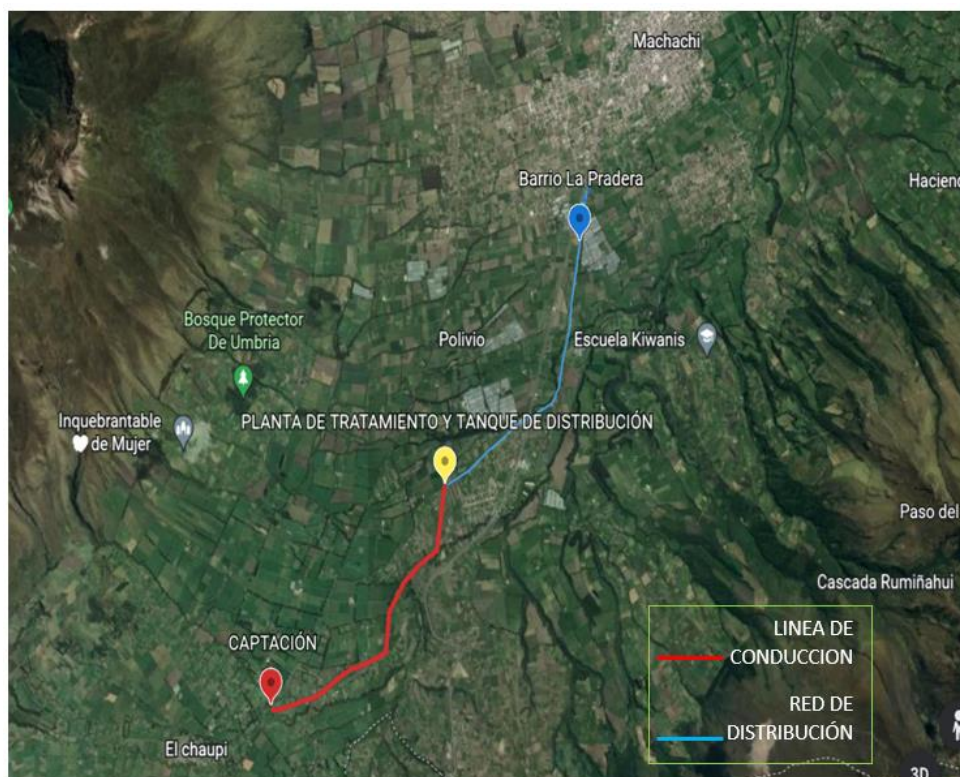 Machachi
Barrio La Pradera
Bosque Protector
De Umbria
Polivio
Escuela Kiwanis
Inquebrantable
de Mujer
PLANTA DE TRATAMIENTO Y TANQUE DE DISTRIBUCIÓN
Paso del
Cascada Rumiñahui
CAPTACIÓN
El chaupi
LINEA DE
CONDUCCION
RED DE
DISTRIBUCIÓN
3D